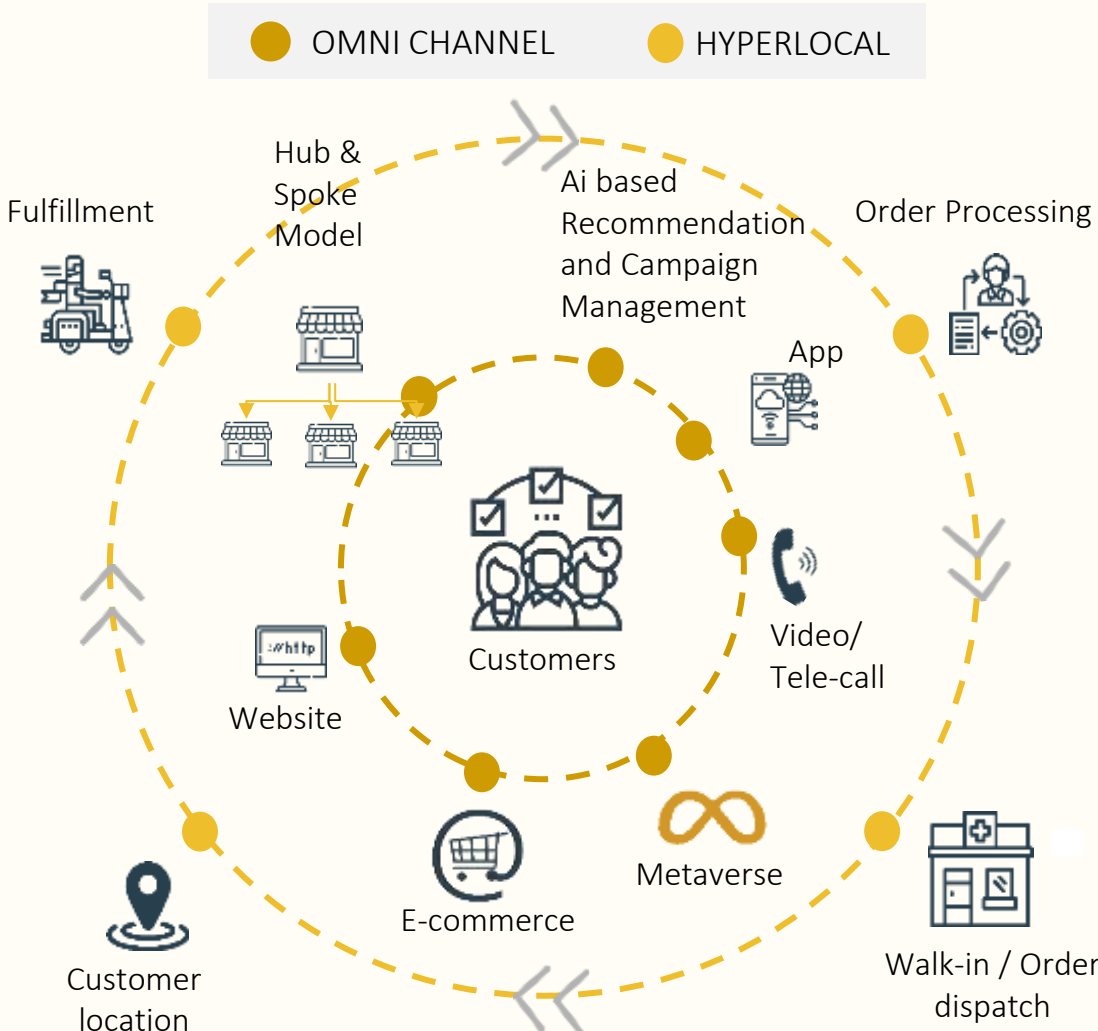 OMNI CHANNEL
HYPERLOCAL
Hub &
Spoke
Model
Ai based
Recommendation
and Campaign
Management
Fulfillment
Order Processing
App
://http
Website
Customers
Video/
Tele-call
Metaverse
E-commerce
Customer
location
Walk-in / Order
dispatch